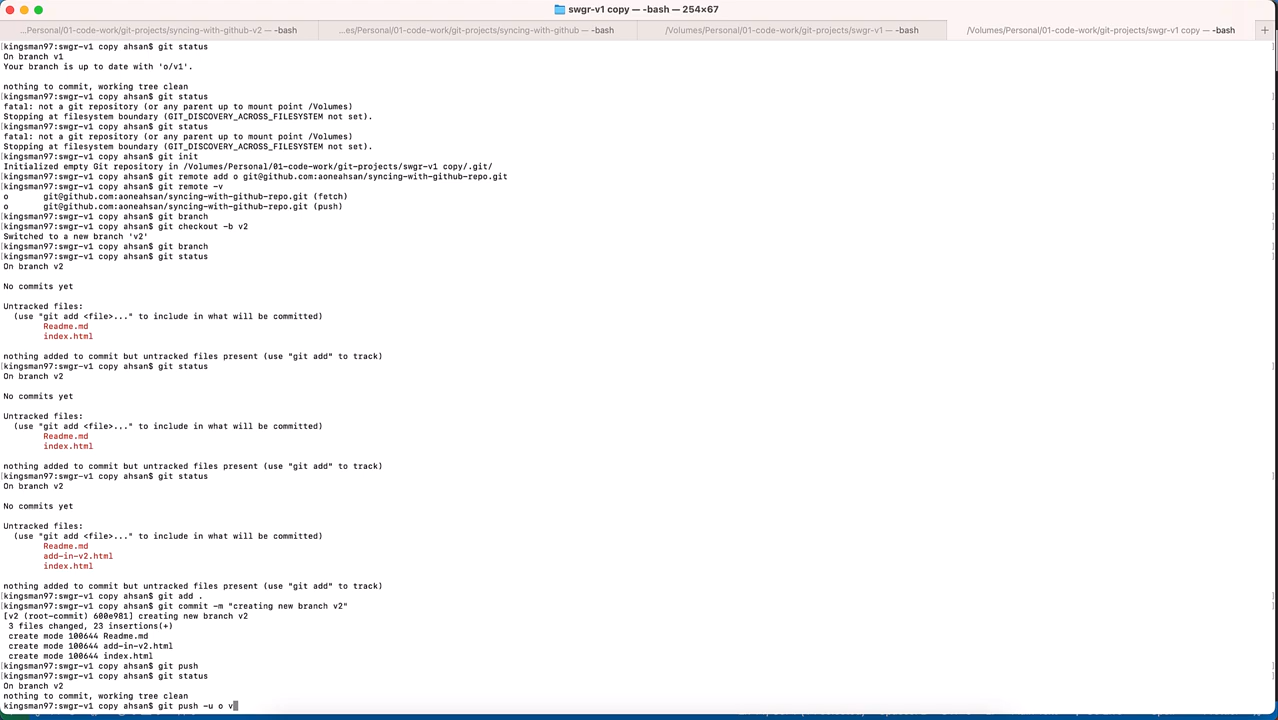 swgr-v1 copy — -bash — 254×67
...Personal/01-code-work/git-projects/syncing-with-github-v2 — -bash
...es/Personal/01-code-work/git-projects/syncing-with-github — -bash
/Volumes/Personal/01-code-work/git-projects/swgr-v1 — -bash
/Volumes/Personal/01-code-work/git-projects/swgr-v1 copy — -bash
[kingsman97:swgr-v1 copy ahsan$ git status
On branch v1
Your branch is up to date with 'o/v1'.
nothing to commit, working tree clean
[kingsman97:swgr-v1 copy ahsan$ git status
fatal: not a git repository (or any parent up to mount point /Volumes)
Stopping at filesystem boundary (GIT_DISCOVERY_ACROSS_FILESYSTEM not set).
[kingsman97:swgr-v1 copy ahsan$ git status
fatal: not a git repository (or any parent up to mount point /Volumes)
Stopping at filesystem boundary (GIT_DISCOVERY_ACROSS_FILESYSTEM not set).
[kingsman97:swgr-v1 copy ahsan$ git init
Initialized empty Git repository in /Volumes/Personal/01-code-work/git-projects/swgr-v1 copy/.git/
[kingsman97:swgr-v1 copy ahsan$ git remote add o git@github.com:aoneahsan/syncing-with-github-repo.git
[kingsman97:swgr-v1 copy ahsan$ git remote -v
o git@github.com:aoneahsan/syncing-with-github-repo.git (fetch)
o git@github.com:aoneahsan/syncing-with-github-repo.git (push)
[kingsman97:swgr-v1 copy ahsan$ git branch
[kingsman97:swgr-v1 copy ahsan$ git checkout -b v2
Switched to a new branch 'v2'
[kingsman97:swgr-v1 copy ahsan$ git branch
[kingsman97:swgr-v1 copy ahsan$ git status
On branch v2
No commits yet
Untracked files:
(use "git add <file>..." to include in what will be committed)
Readme.md
index.html
nothing added to commit but untracked files present (use "git add" to track)
[kingsman97:swgr-v1 copy ahsan$ git status
On branch v2
No commits yet
Untracked files:
(use "git add <file>..." to include in what will be committed)
Readme.md
index.html
nothing added to commit but untracked files present (use "git add" to track)
[kingsman97:swgr-v1 copy ahsan$ git status
On branch v2
No commits yet
Untracked files:
(use "git add <file>..." to include in what will be committed)
Readme.md
add-in-v2.html
index.html
nothing added to commit but untracked files present (use "git add" to track)
[kingsman97:swgr-v1 copy ahsan$ git add .
[kingsman97:swgr-v1 copy ahsan$ git commit -m "creating new branch v2"
[v2 (root-commit) 600e981] creating new branch v2
3 files changed, 23 insertions(+)
create mode 100644 Readme.md
create mode 100644 add-in-v2.html
create mode 100644 index.html
[kingsman97:swgr-v1 copy ahsan$ git push
[kingsman97:swgr-v1 copy ahsan$ git status
On branch v2
nothing to commit, working tree clean
kingsman97:swgr-v1 copy ahsan$ git push -u o v